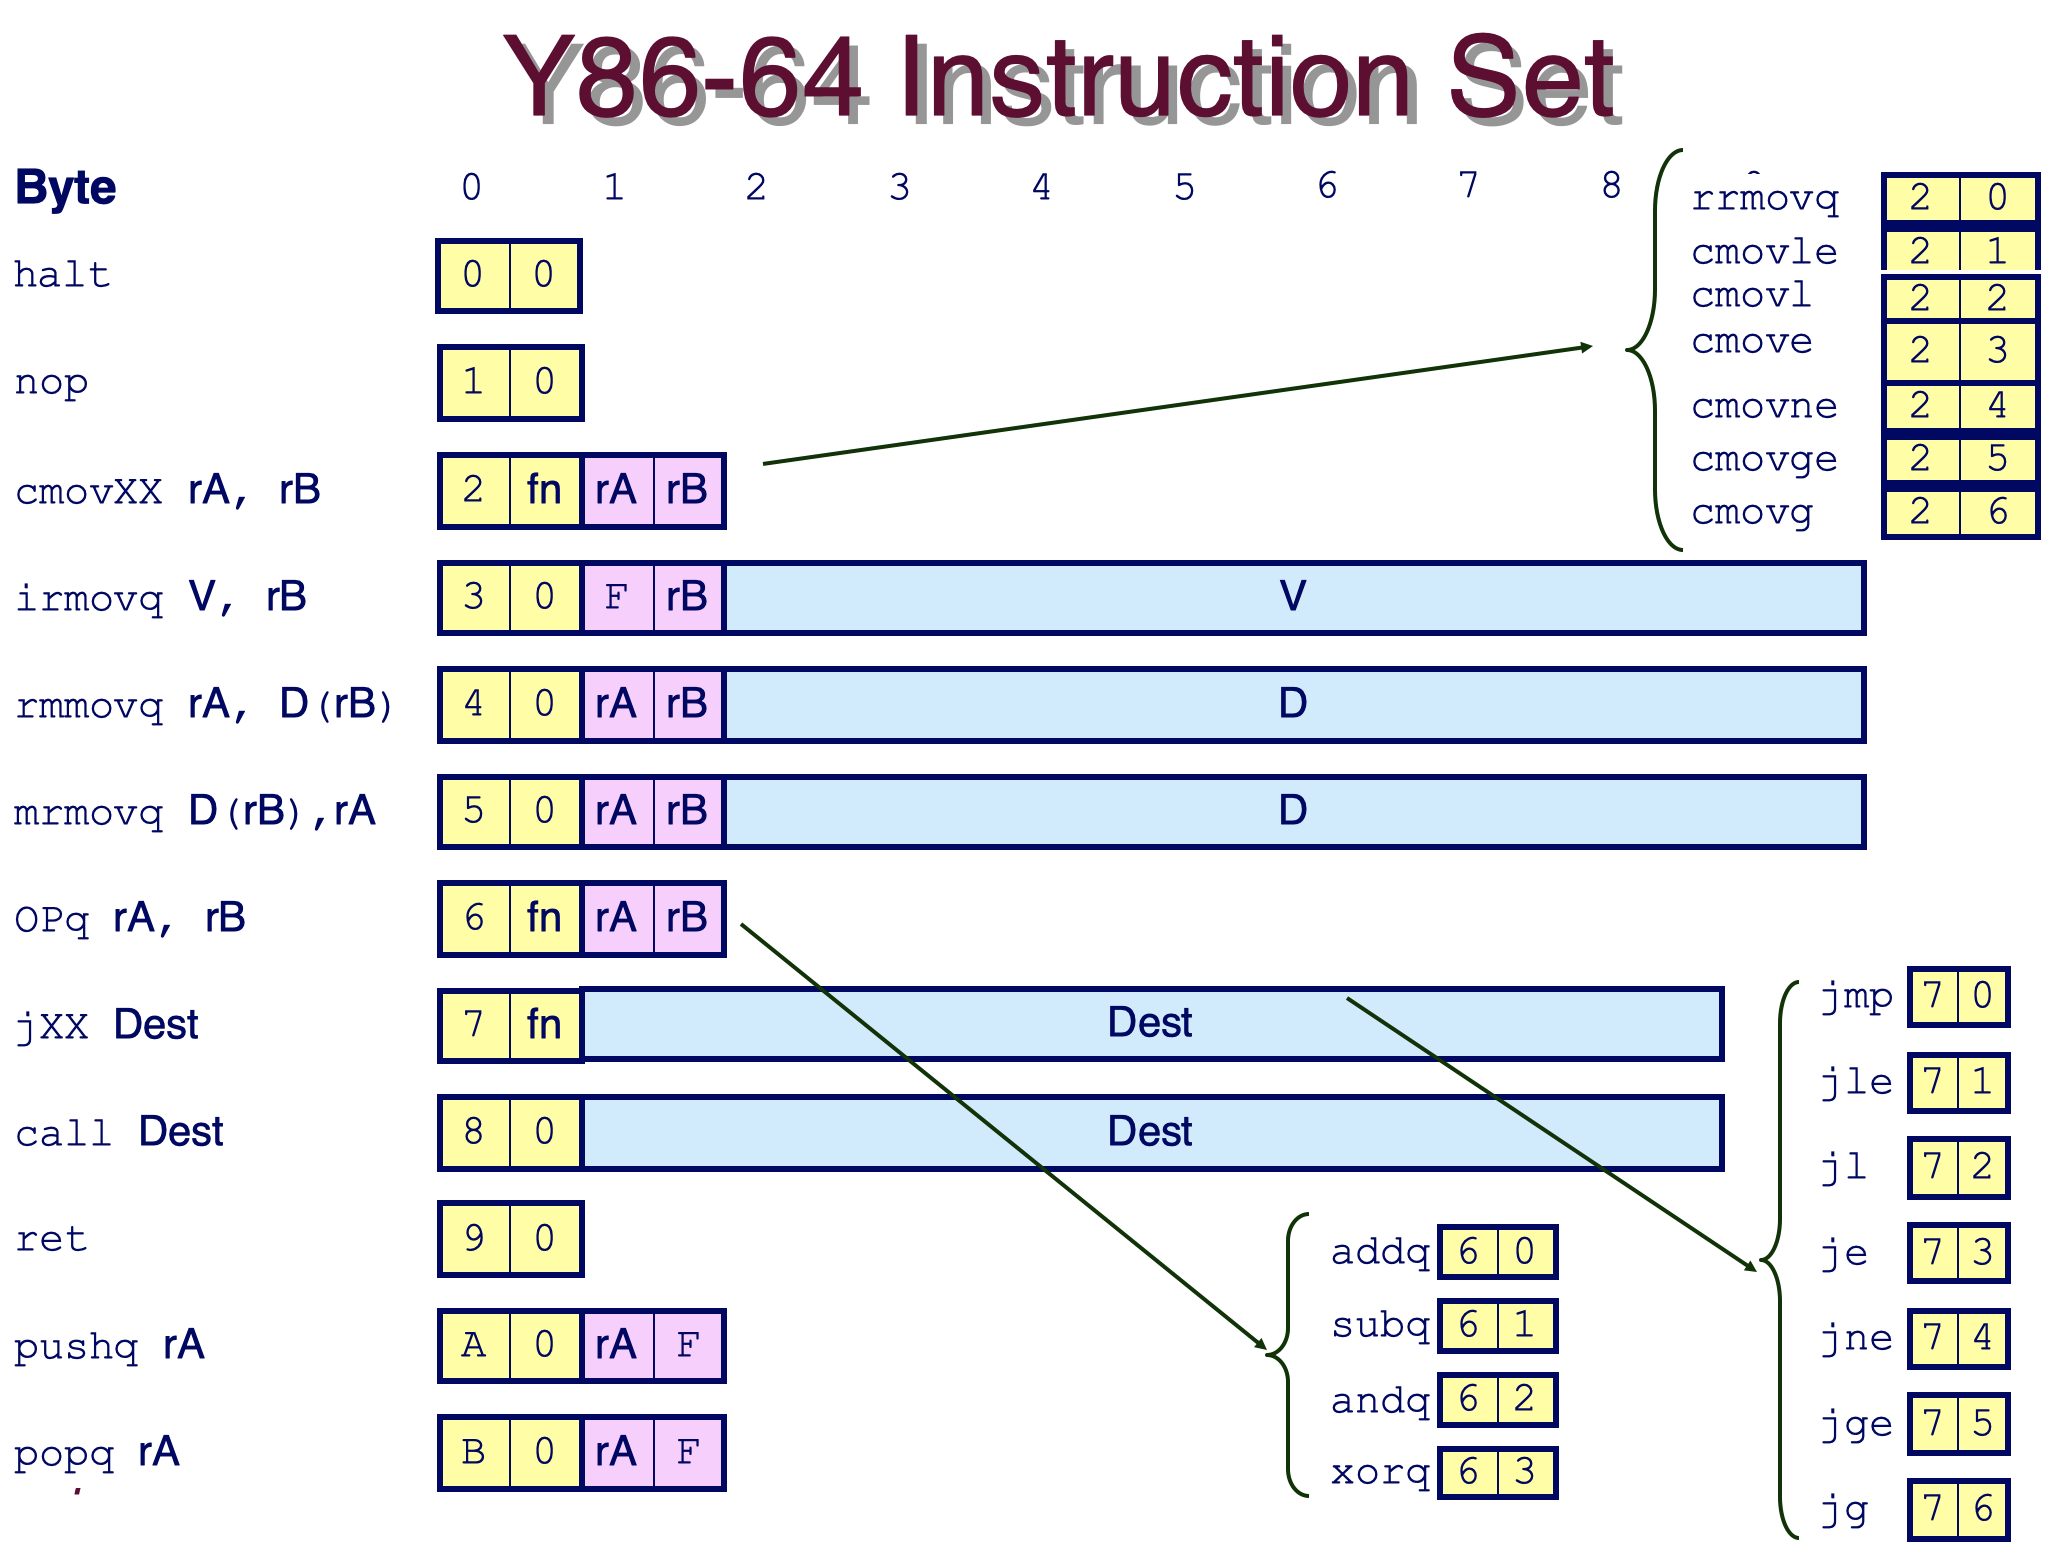 Y86-64 Instruction Set
Byte 0 1 2 3 4 5 6 7 8
rrmovq 2 0
cmovle 2 1
cmovl 2 2
cmove 2 3
cmovne 2 4
cmovge 2 5
cmovg 2 6
halt 0 0
nop 1 0
cmovXX rA, rB 2 fn rA rB
irmovq V, rB 3 0 F rB V
rmmovq rA, D(rB) 4 0 rA rB D
mrmovq D(rB),rA 5 0 rA rB D
OPq rA, rB 6 fn rA rB
jXX Dest 7 fn Dest
call Dest 8 0 Dest
ret 9 0
pushq rA A 0 rA F
popq rA B 0 rA F
addq 6 0
subq 6 1
andq 6 2
xorq 6 3
jmp 7 0
jle 7 1
jl 7 2
je 7 3
jne 7 4
jge 7 5
jg 7 6